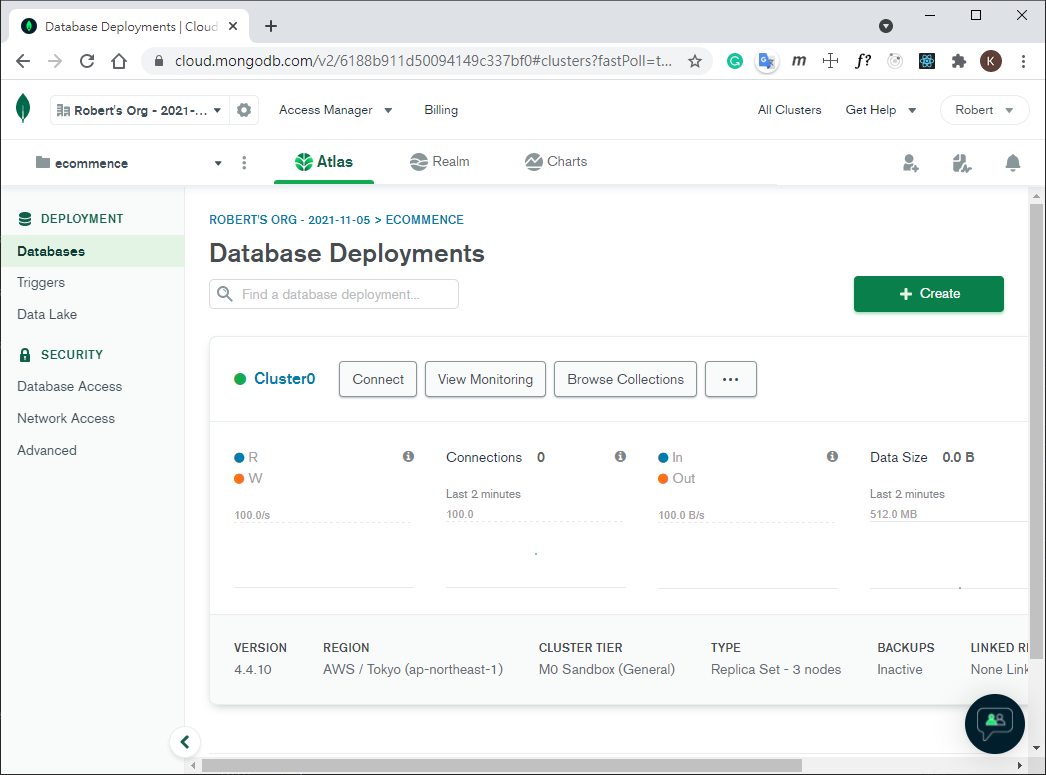 Database Deployments | Cloud
cloud.mongodb.com/v2/6188b911d50094149c337bf0#clusters?fastPoll=t...
m
f?
K
Robert's Org - 2021-...
Access Manager
Billing
All Clusters
Get Help
Robert
ecommence
Atlas
Realm
Charts
DEPLOYMENT
Databases
Triggers
Data Lake
SECURITY
Database Access
Network Access
Advanced
ROBERT'S ORG - 2021-11-05 > ECOMMENCE
Database Deployments
Find a database deployment...
+ Create
Cluster0
Connect
View Monitoring
Browse Collections
...
R
W
100.0/s
Connections 0
Last 2 minutes
100.0
In
Out
100.0 B/s
Data Size 0.0 B
Last 2 minutes
512.0 MB
VERSION
4.4.10
REGION
AWS / Tokyo (ap-northeast-1)
CLUSTER TIER
M0 Sandbox (General)
TYPE
Replica Set - 3 nodes
BACKUPS
Inactive
LINKED R
None Link